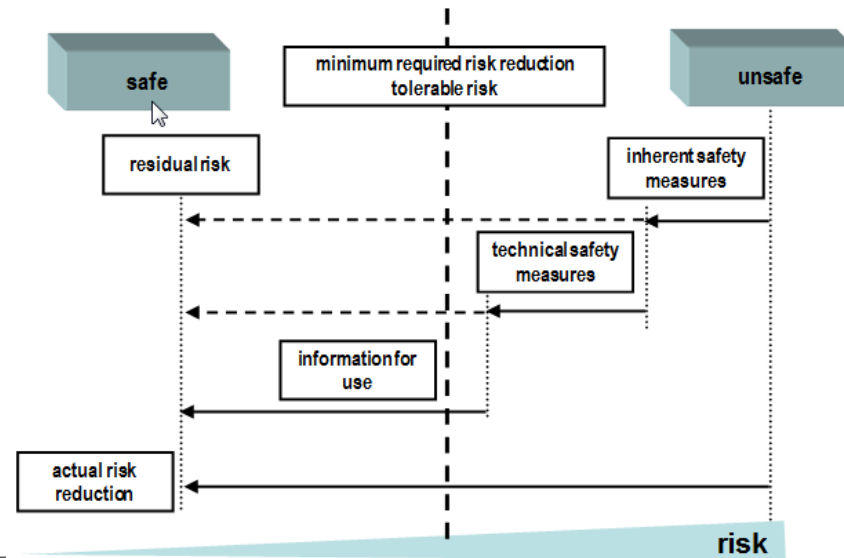 safe
minimum required risk reduction
tolerable risk
unsafe
residual risk
inherent safety
measures
technical safety
measures
information for
use
actual risk
reduction
risk